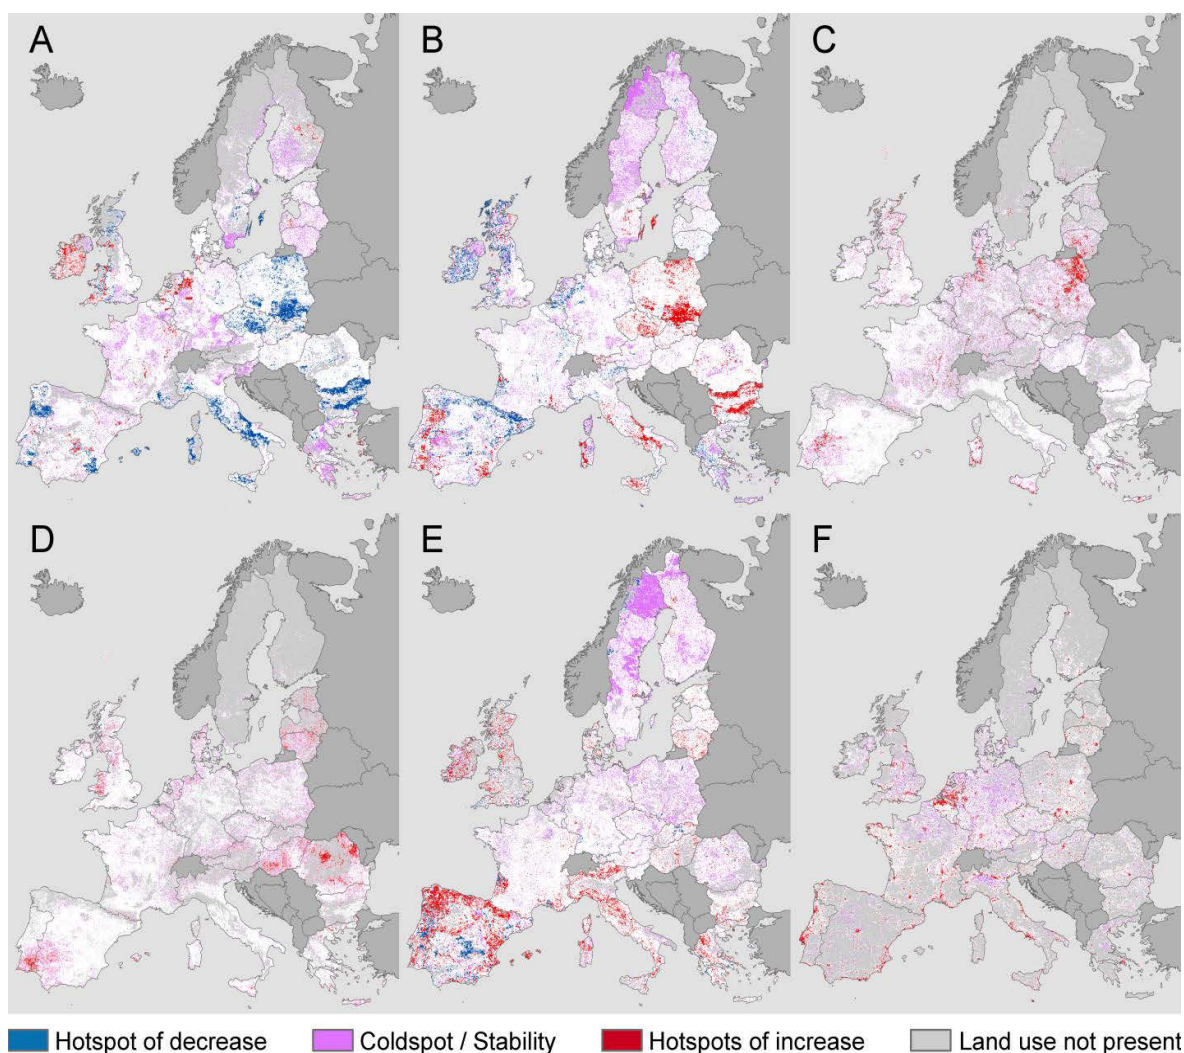 A
B
C
D
E
F
Hotspot of decrease
Coldspot / Stability
Hotspots of increase
Land use not present